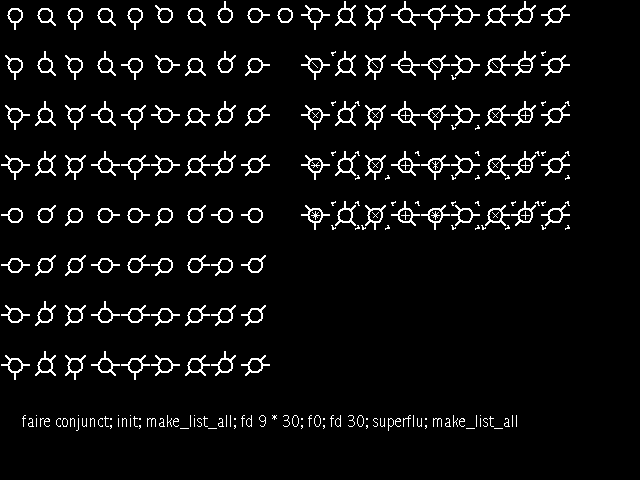 faire conjunct; init; make_list_all; fd 9 * 30; f0; fd 30; superflu; make_list_all